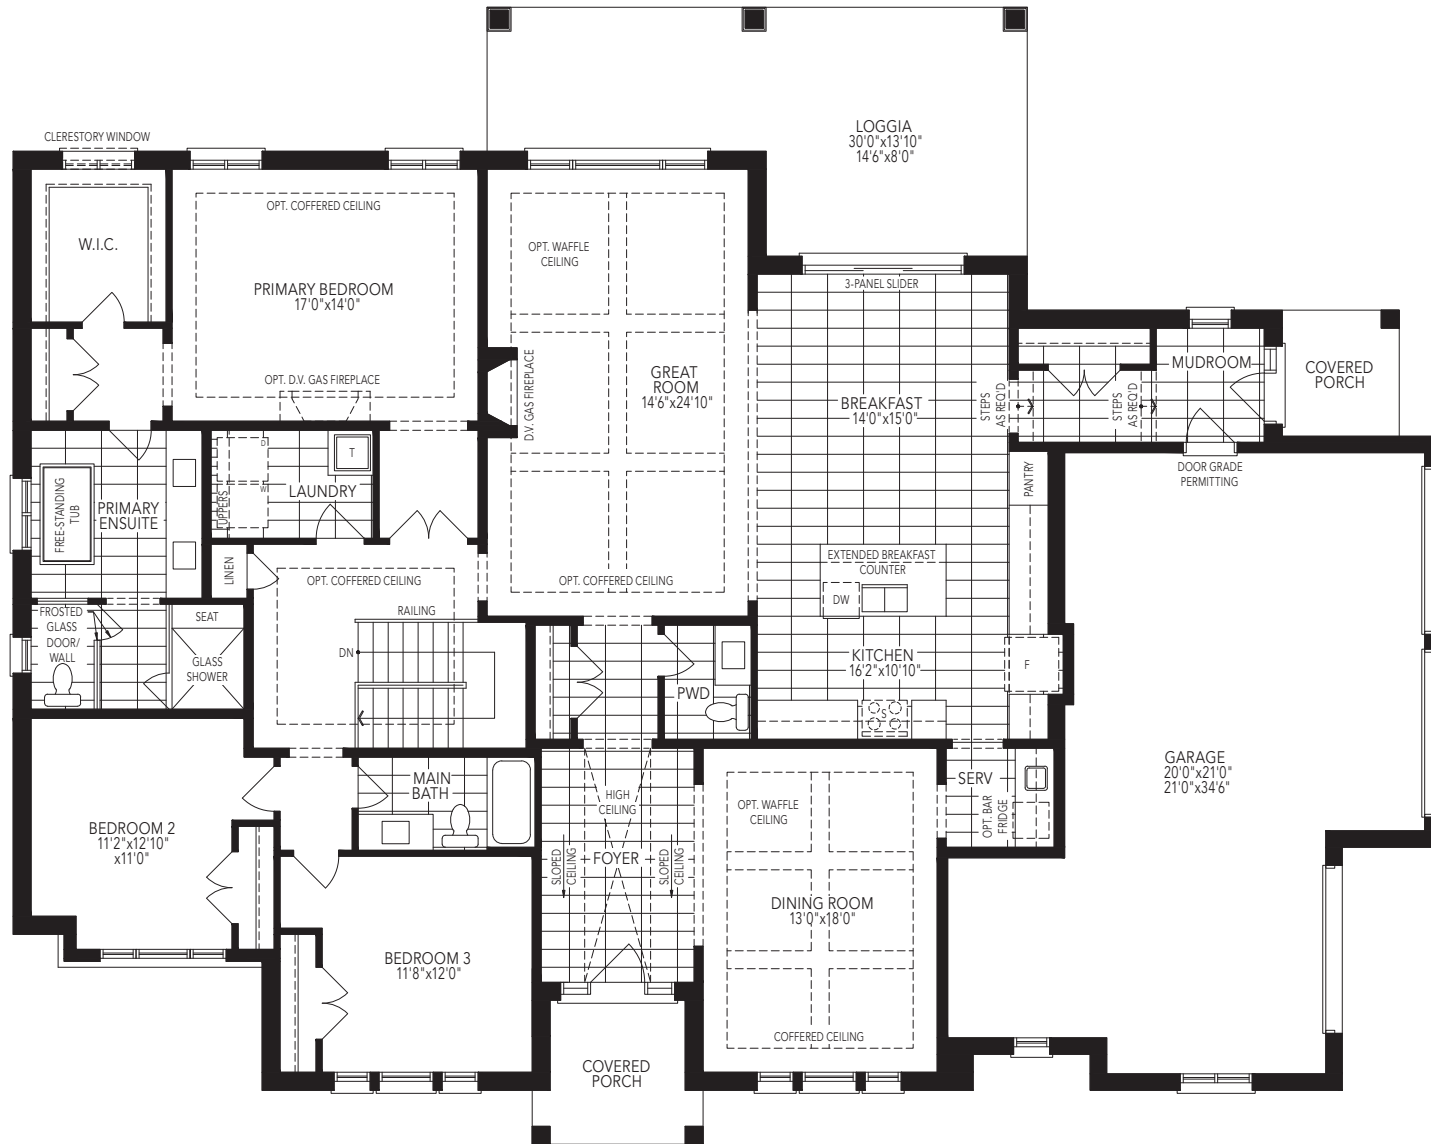 LOGGIA
30'0"x13'10"
14'6"x8'0"
CLERESTORY WINDOW
W.I.C.
OPT. COFFERED CEILING
PRIMARY BEDROOM
17'0"x14'0"
OPT. D.V. GAS FIREPLACE
OPT. WAFFLE
CEILING
GREAT
ROOM
14'6"x24'10"
D.V. GAS FIREPLACE
OPT. COFFERED CEILING
3-PANEL SLIDER
BREAKFAST
14'0"x15'0"
STEPS
AS REQ'D
STEPS
AS REQ'D
MUDROOM
COVERED
PORCH
DOOR GRADE
PERMITTING
PANTRY
FREE-STANDING
TUB
PRIMARY
ENSUITE
D
W
UPPERS
LAUNDRY
T
LINEN
OPT. COFFERED CEILING
RAILING
DN
FROSTED
GLASS
DOOR/
WALL
SEAT
GLASS
SHOWER
EXTENDED BREAKFAST
COUNTER
DW
KITCHEN
16'2"x10'10"
F
S
PWD
GARAGE
20'0"x21'0"
21'0"x34'6"
SERV
OPT. BAR
FRIDGE
MAIN
BATH
HIGH
CEILING
SLOPED
CEILING
FOYER
SLOPED
CEILING
OPT. WAFFLE
CEILING
DINING ROOM
13'0"x18'0"
COFFERED CEILING
BEDROOM 2
11'2"x12'10"
x11'0"
BEDROOM 3
11'8"x12'0"
COVERED
PORCH